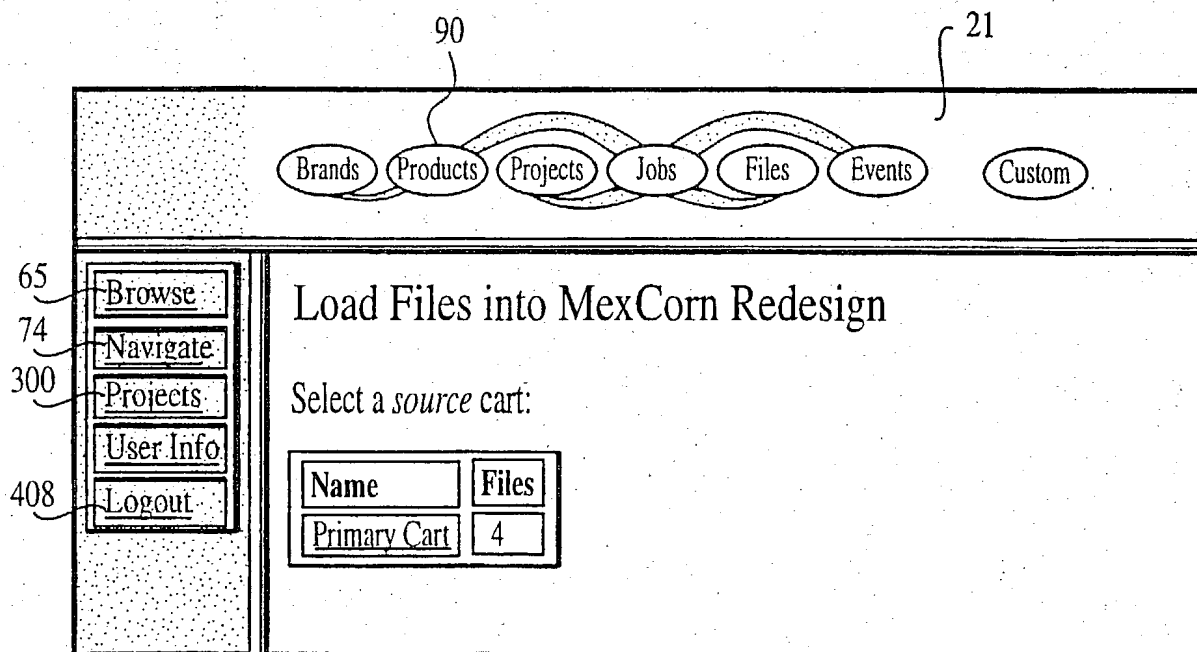 90
21
Brands Products Projects Jobs Files Events Custom
65
Browse
Load Files into MexCorn Redesign
74
Navigate
300
Projects
Select a source cart:
User Info
Name Files
408
Logout
Primary Cart 4